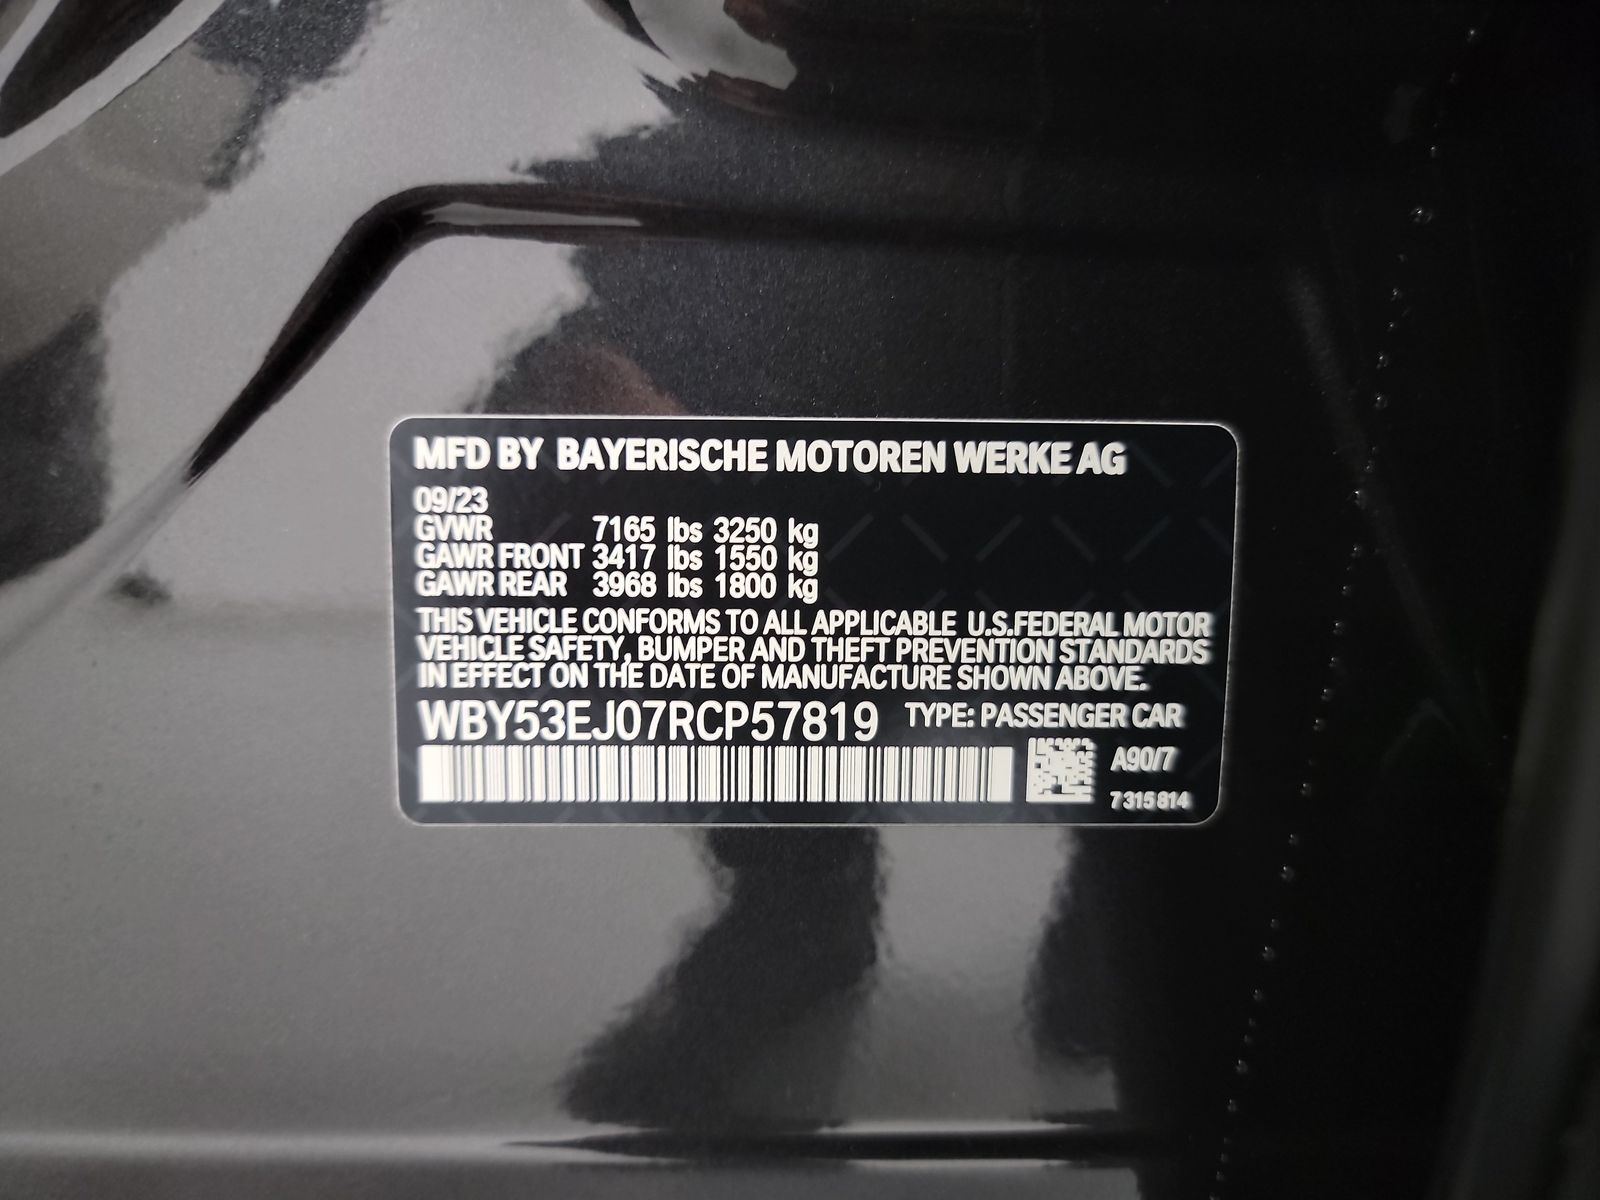 MFD BY BAYERISCHE MOTOREN WERKE AG
09/23
GVWR 7165 lbs 3250 kg
GAWR FRONT 3417 lbs 1550 kg
GAWR REAR 3968 lbs 1800 kg
THIS VEHICLE CONFORMS TO ALL APPLICABLE U.S.FEDERAL MOTOR
VEHICLE SAFETY, BUMPER AND THEFT PREVENTION STANDARDS
IN EFFECT ON THE DATE OF MANUFACTURE SHOWN ABOVE.
WBY53EJ07RCP57819 TYPE: PASSENGER CAR
A90/7
7 315 814